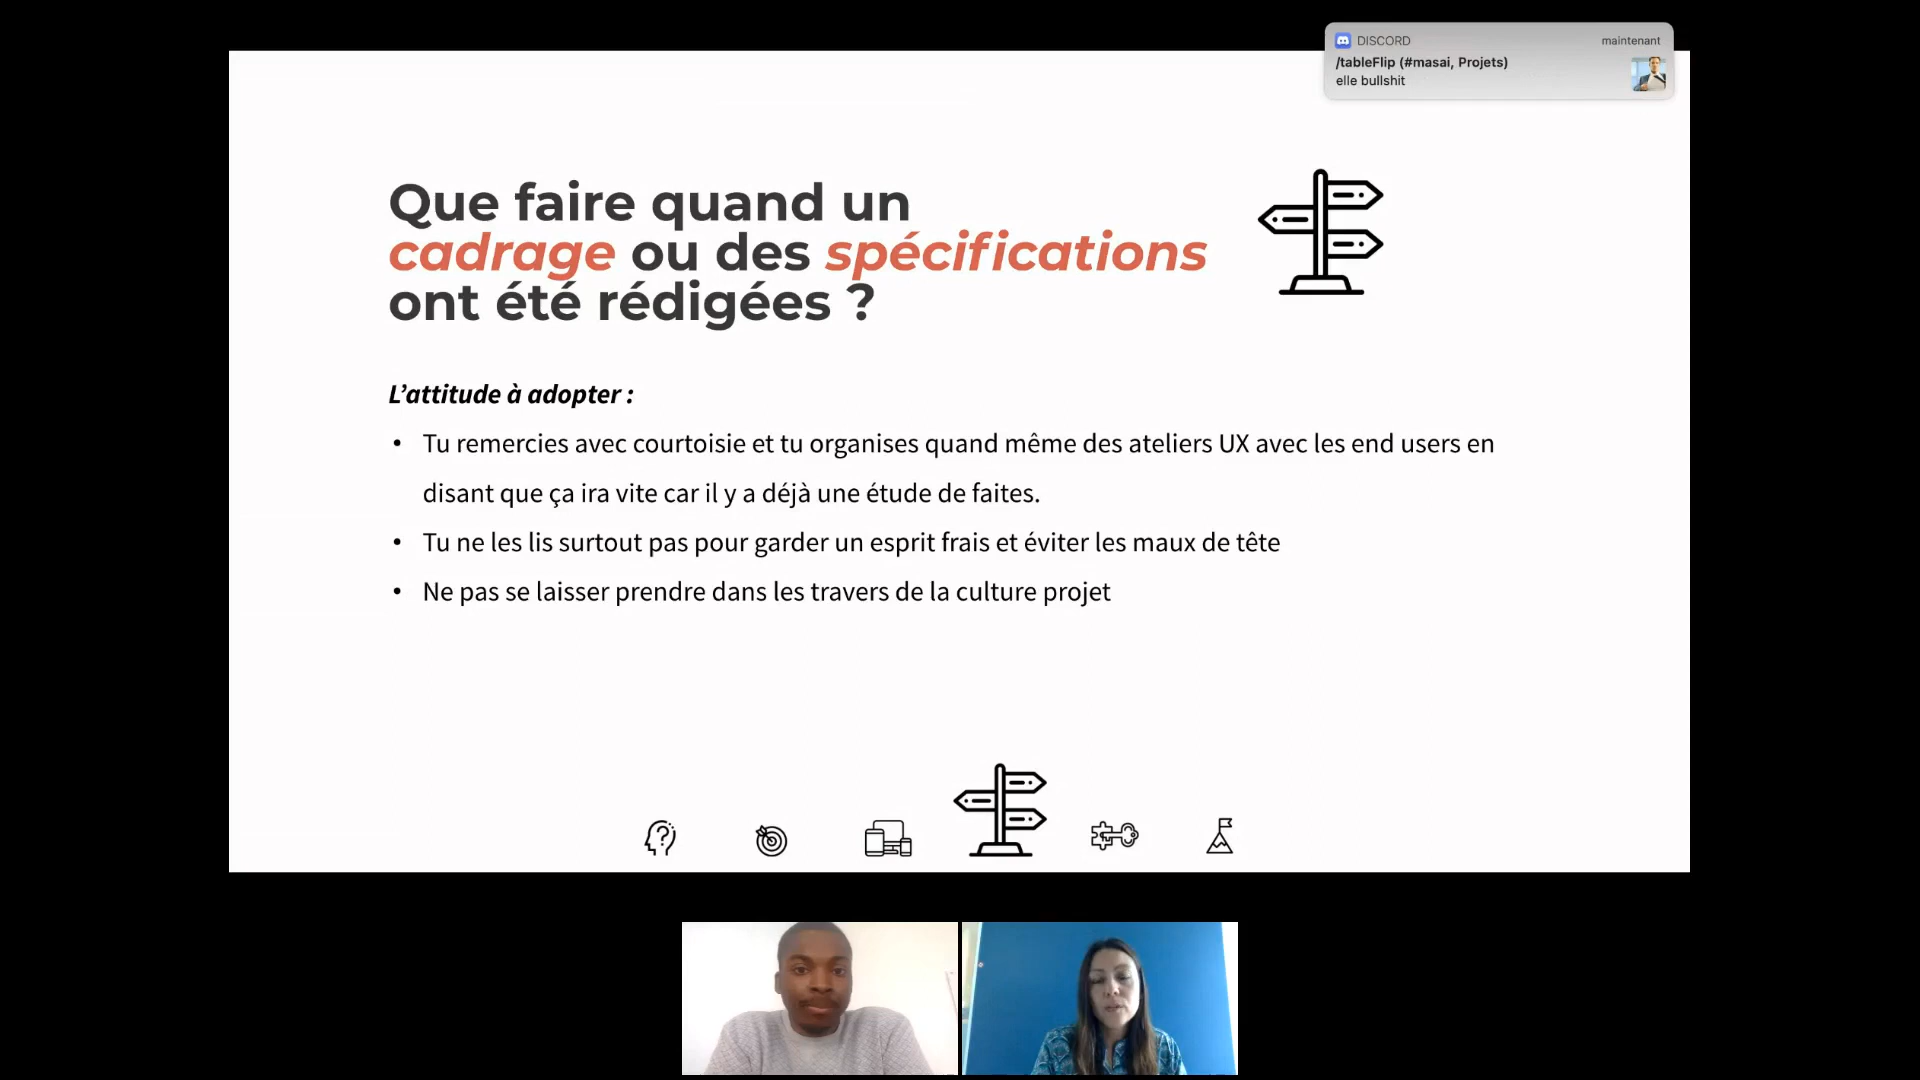 DISCORD
maintenant
/tableFlip (#masai, Projets)
elle bullshit
Que faire quand un
cadrage ou des spécifications
ont été rédigées ?
L’attitude à adopter :
• Tu remercies avec courtoisie et tu organises quand même des ateliers UX avec les end users en
disant que ça ira vite car il y a déjà une étude de faites.
• Tu ne les lis surtout pas pour garder un esprit frais et éviter les maux de tête
• Ne pas se laisser prendre dans les travers de la culture projet